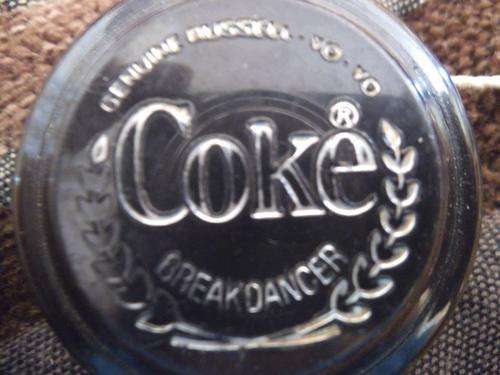 GENUINE RUSSELL · YO · YO
Coke®
BREAKDANCER